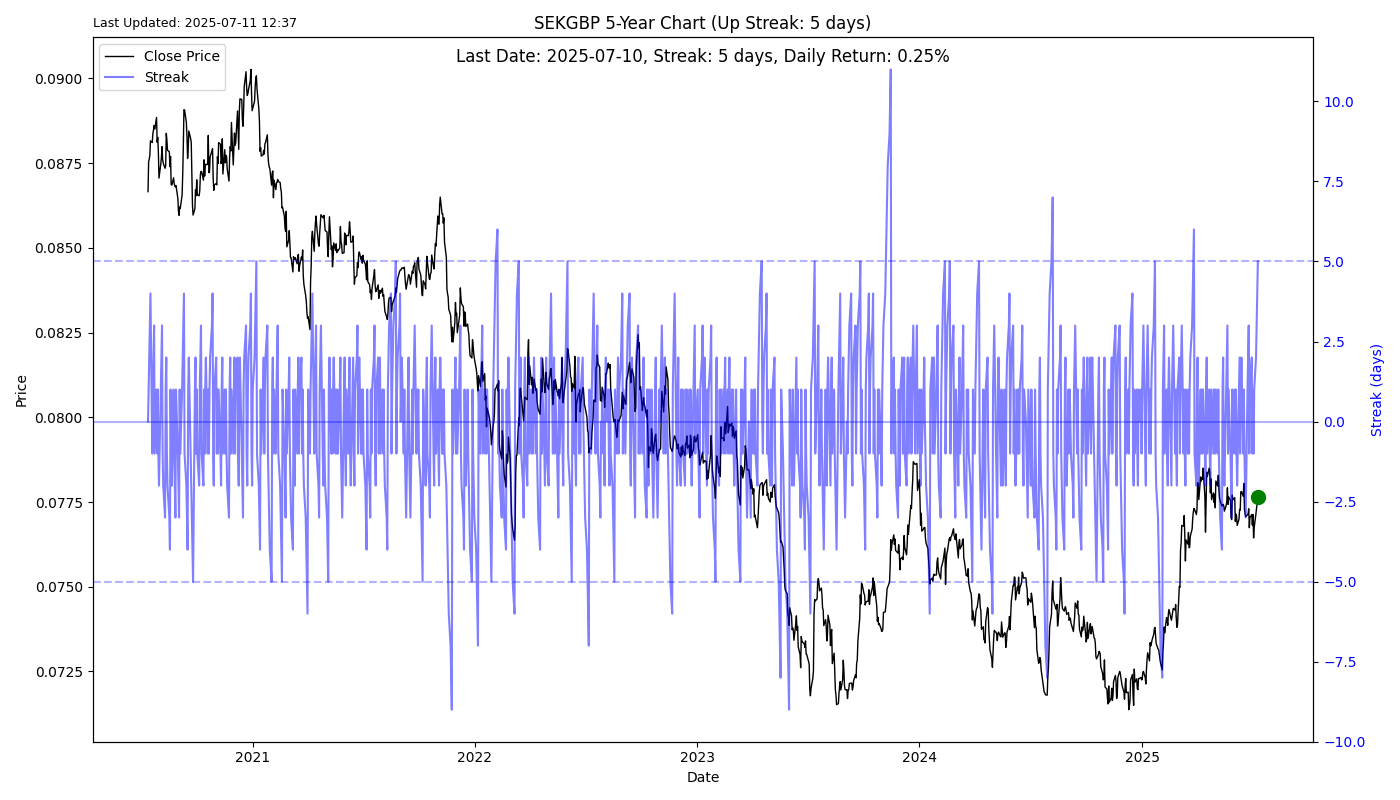 Last Updated: 2025-07-11 12:37
SEKGBP 5-Year Chart (Up Streak: 5 days)
Last Date: 2025-07-10, Streak: 5 days, Daily Return: 0.25%
Close Price
Streak
0.0900
0.0875
0.0850
0.0825
0.0800
0.0775
0.0750
0.0725
Price
10.0
7.5
5.0
2.5
0.0
−2.5
−5.0
−7.5
−10.0
Streak (days)
2021
2022
2023
2024
2025
Date